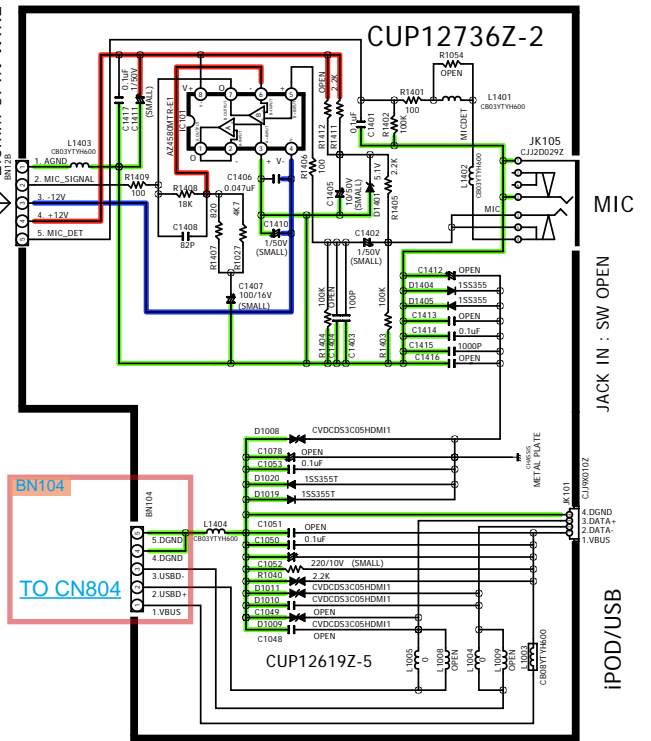 CUP12736Z-2
R1054
OPEN
R1401
100
L1401
CB03YTYH600
MICDET
JK105
CJJ2D029Z
MIC
MIC
JACK IN : SW OPEN
BN12B
1. AGND
2. MIC_SIGNAL
3. -12V
4. +12V
5. MIC_DET
L1403
CB03YTYH600
0.1uF
C1417
1/50V
C1411
(SMALL)
R1409
100
R1408
18K
C1408
82P
AZ4580MTR-E1
IC101
V+
O
-
+
8
7
6
5
A
B
1
2
3
4
O
-
+
V-
C1406
0.047uF
820
R1407
4K7
R1027
C1407
100/16V
(SMALL)
C1410
1/50V
(SMALL)
R1406
100
OPEN
2.2K
R1412
R1411
0.1uF
C1401
R1402
100K
C1405
10/50V
(SMALL)
D1401
5.1V
2.2K
R1405
L1402
CB03YTYH600
C1402
1/50V
(SMALL)
100K
R1404
OPEN
C1404
100P
C1403
100K
R1403
C1412
OPEN
D1404
1SS355
D1405
1SS355
C1413
OPEN
C1414
0.1uF
C1415
1000P
C1416
OPEN
D1008
CVDCDS3C05HDMI1
C1078
OPEN
C1053
0.1uF
D1020
1SS355T
D1019
1SS355T
CHASSIS
METAL PLATE
JK101
CJJ9X010Z
4.DGND
3.DATA+
2.DATA-
1.VBUS
BN104
BN104
TO CN804
5.DGND
4.DGND
3.USBD-
2.USBD+
1.VBUS
L1404
CB03YTYH600
C1051
OPEN
C1050
0.1uF
C1052
220/10V (SMALL)
R1040
2.2K
D1011
CVDCDS3C05HDMI1
D1010
CVDCDS3C05HDMI1
C1049
OPEN
D1009
CVDCDS3C05HDMI1
C1048
OPEN
CUP12619Z-5
L1005
0
L1008
OPEN
L1004
0
L1009
OPEN
L1003
CB08YTYH600
iPOD/USB